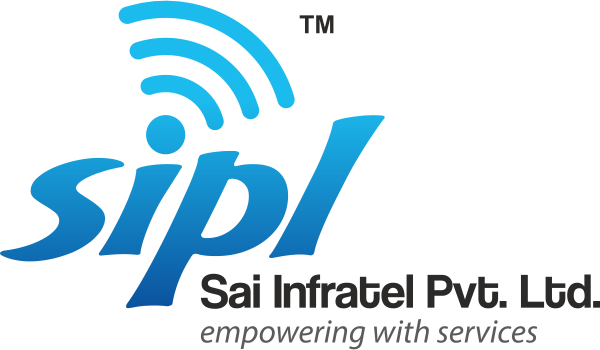 TM
sipl
Sai Infratel Pvt. Ltd.
empowering with services